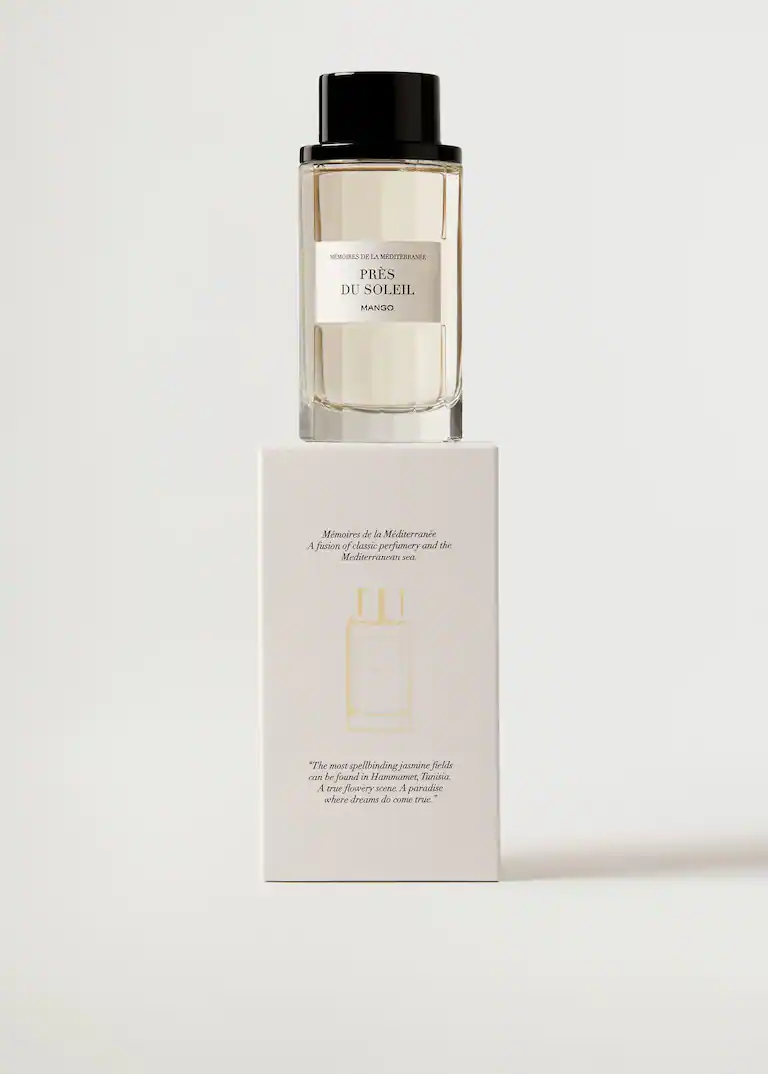 MÉMOIRES DE LA MÉDITERRANÉE
PRÈS
DU SOLEIL
MANGO
Mémoires de la Méditerranée
A fusion of classic perfumery and the
Mediterranean sea.
"The most spellbinding jasmine fields
can be found in Hammamet, Tunisia.
A true flowery scene. A paradise
where dreams do come true."